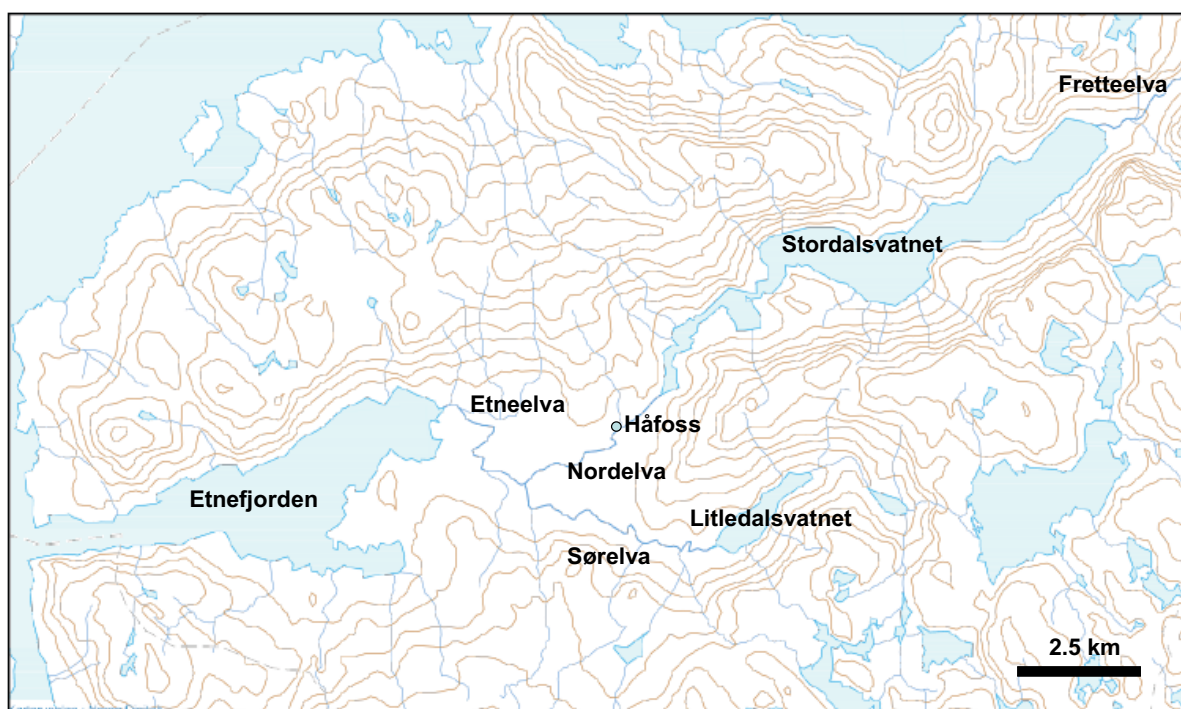 Fretteelva
Stordalsvatnet
Etneelva
Håfoss
Nordelva
Etnefjorden
Litledalsvatnet
Sørelva
2.5 km